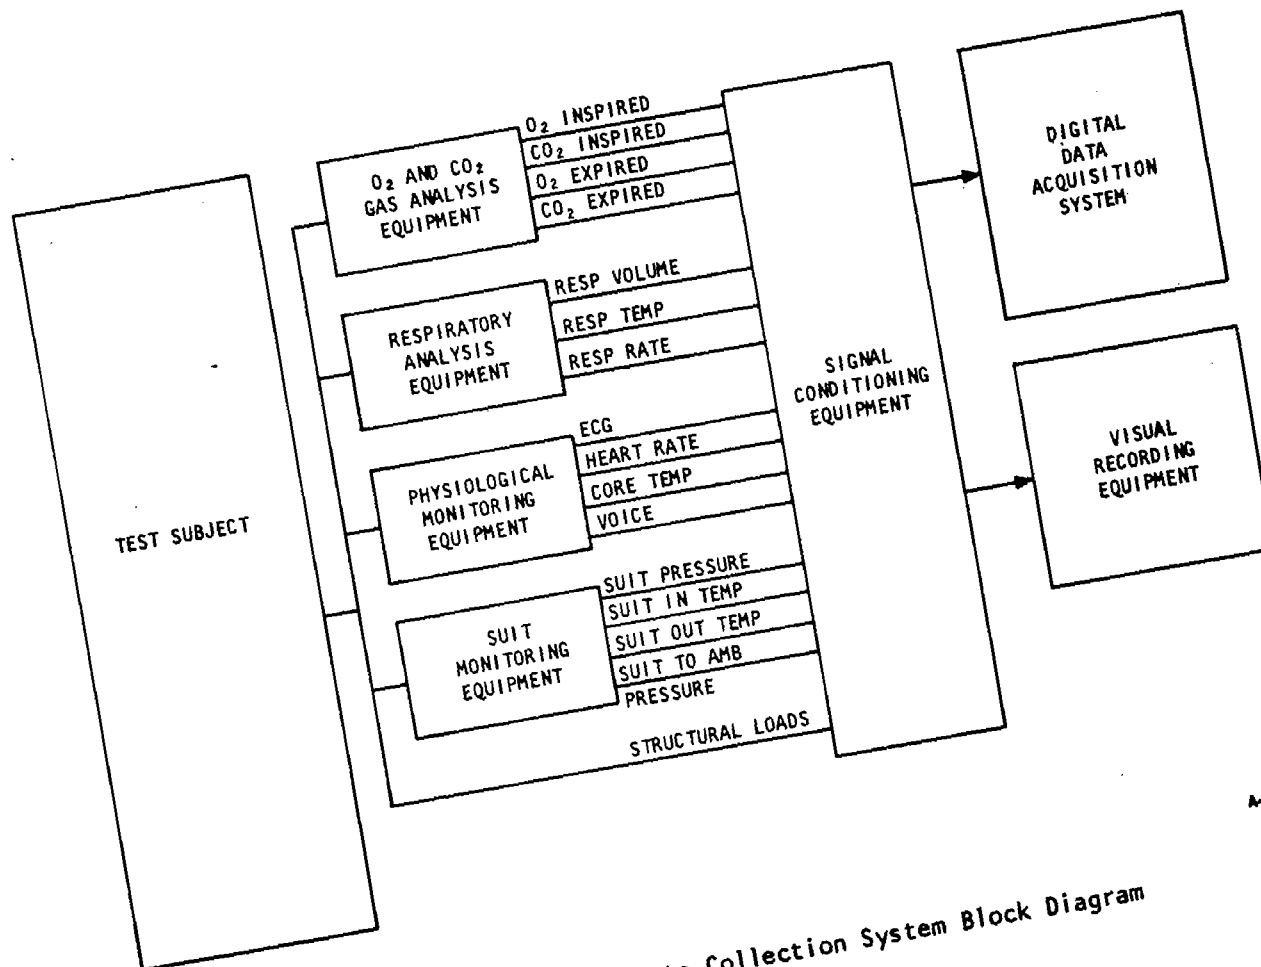 TEST SUBJECT
O₂ AND CO₂
GAS ANALYSIS
EQUIPMENT
O₂ INSPIRED
CO₂ INSPIRED
O₂ EXPIRED
CO₂ EXPIRED
RESPIRATORY
ANALYSIS
EQUIPMENT
RESP VOLUME
RESP TEMP
RESP RATE
PHYSIOLOGICAL
MONITORING
EQUIPMENT
ECG
HEART RATE
CORE TEMP
VOICE
SUIT
MONITORING
EQUIPMENT
SUIT PRESSURE
SUIT IN TEMP
SUIT OUT TEMP
SUIT TO AMB
PRESSURE
STRUCTURAL LOADS
SIGNAL
CONDITIONING
EQUIPMENT
DIGITAL
DATA
ACQUISITION
SYSTEM
VISUAL
RECORDING
EQUIPMENT
Collection System Block Diagram